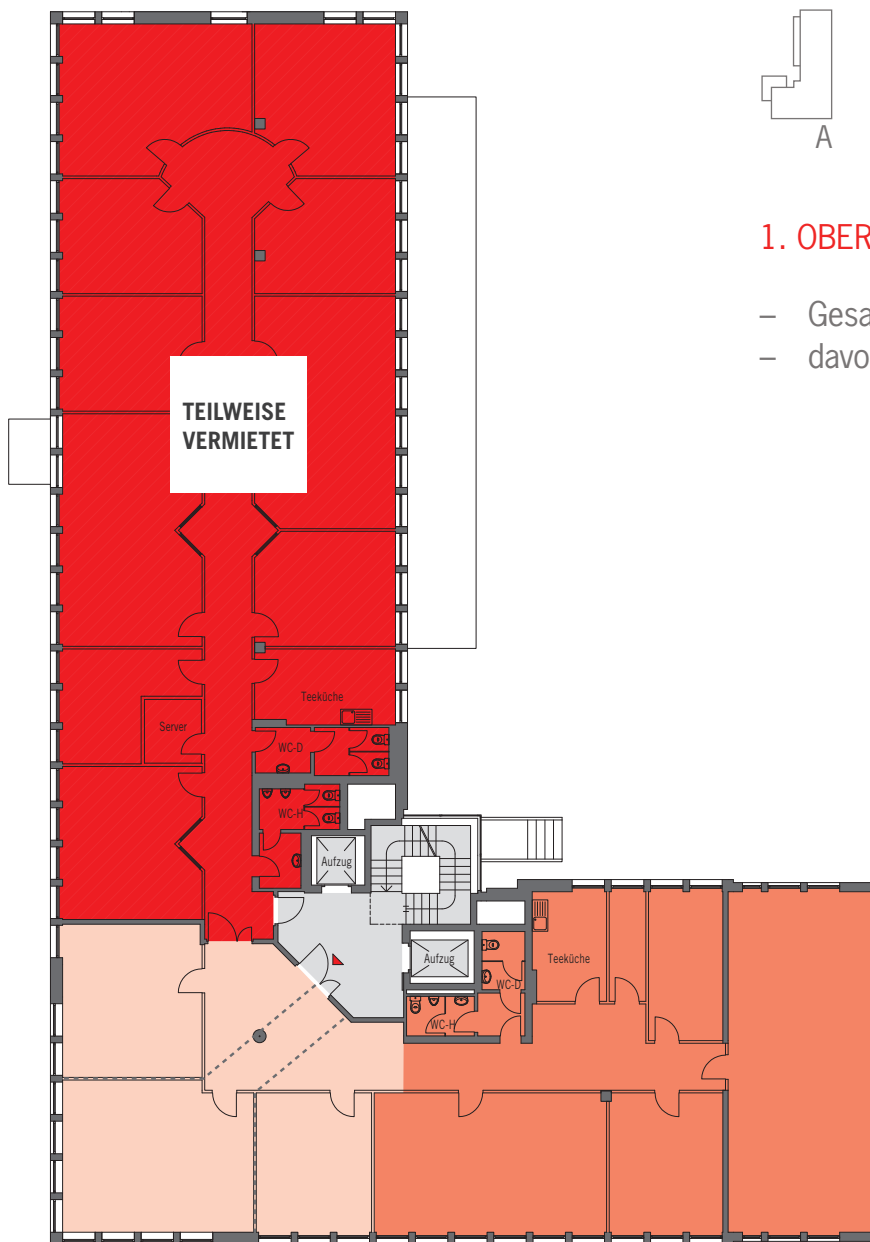 A
1. OBER
– Gesa
– davo
TEILWEISE
VERMIETET
Teeküche
Server
WC-D
WC-H
Aufzug
Aufzug
Teeküche
WC-D
WC-H